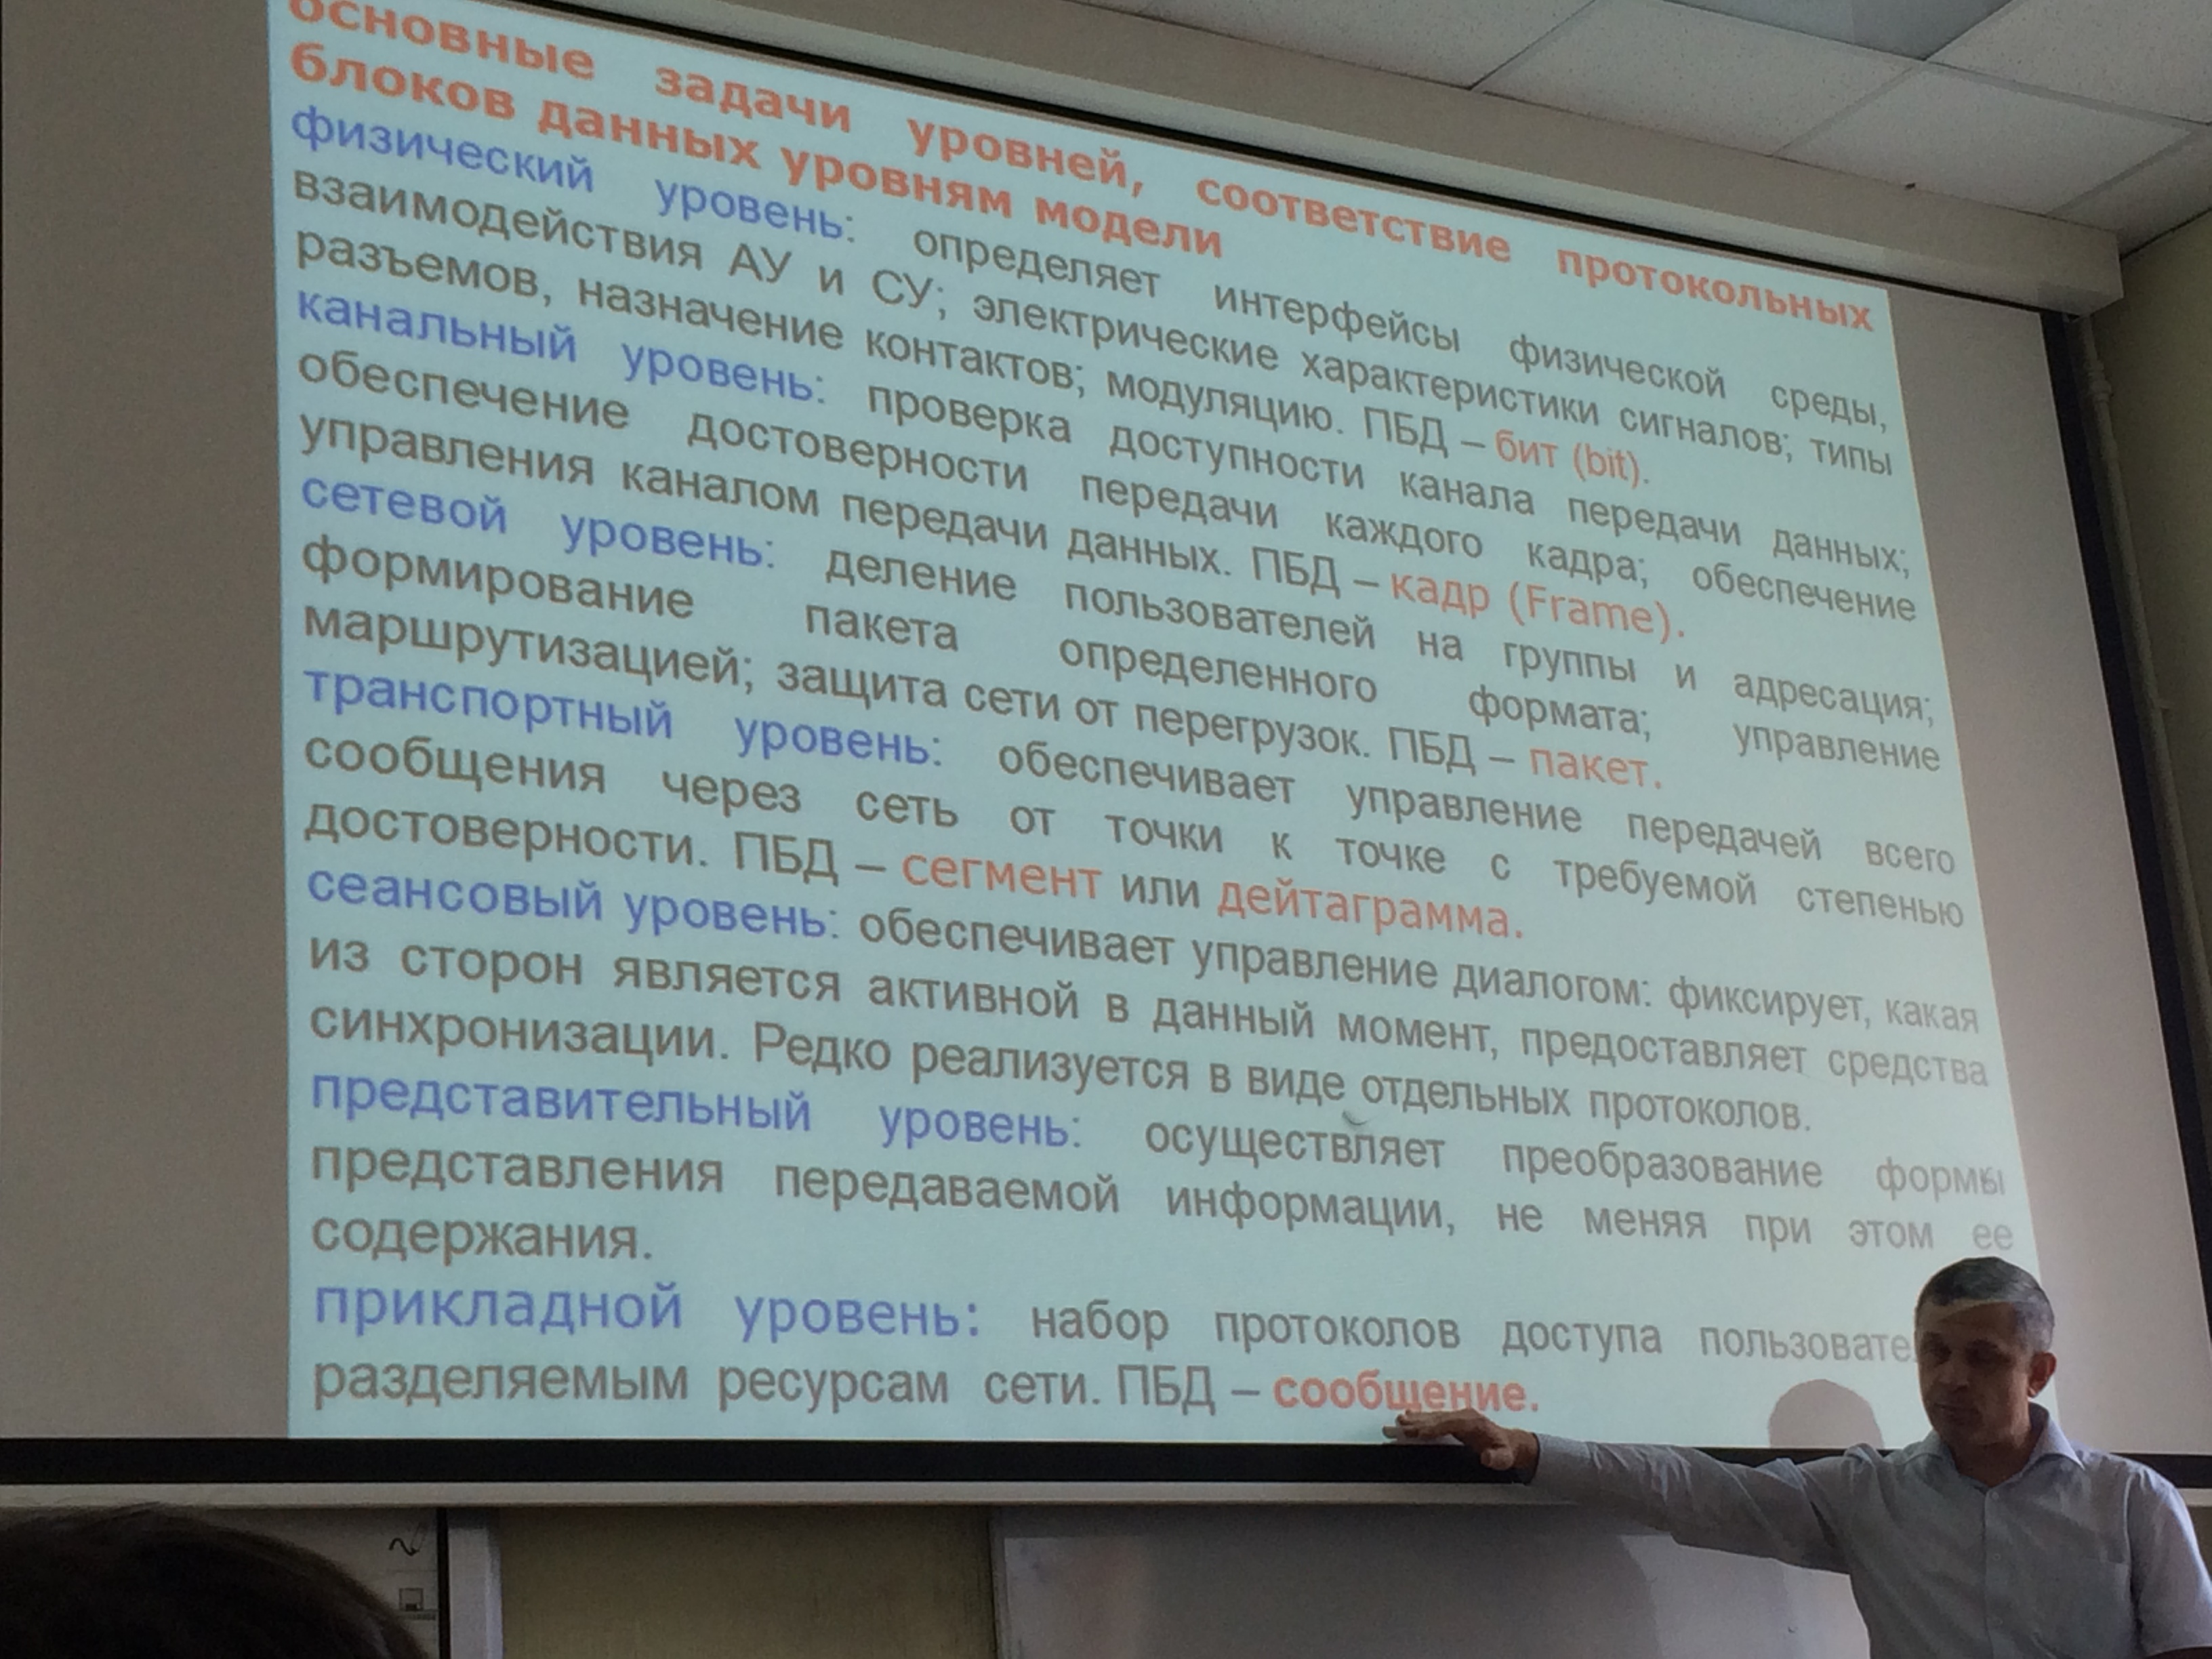 основные задачи уровней, соответствие протокольных
блоков данных уровням модели
физический уровень: определяет интерфейсы физической среды,
взаимодействия АУ и СУ; электрические характеристики сигналов; типы
разъемов, назначение контактов; модуляцию. ПБД – бит (bit).
канальный уровень: проверка доступности канала передачи данных;
обеспечение достоверности передачи каждого кадра; обеспечение
управления каналом передачи данных. ПБД – кадр (Frame).
сетевой уровень: деление пользователей на группы и адресация;
формирование пакета определенного формата; управление
маршрутизацией; защита сети от перегрузок. ПБД – пакет.
транспортный уровень: обеспечивает управление передачей всего
сообщения через сеть от точки к точке с требуемой степенью
достоверности. ПБД – сегмент или дейтаграмма.
сеансовый уровень: обеспечивает управление диалогом: фиксирует, какая
из сторон является активной в данный момент, предоставляет средства
синхронизации. Редко реализуется в виде отдельных протоколов.
представительный уровень: осуществляет преобразование формы
представления передаваемой информации, не меняя при этом ее
содержания.
прикладной уровень: набор протоколов доступа
разделяемым ресурсам сети. ПБД – сообщение.